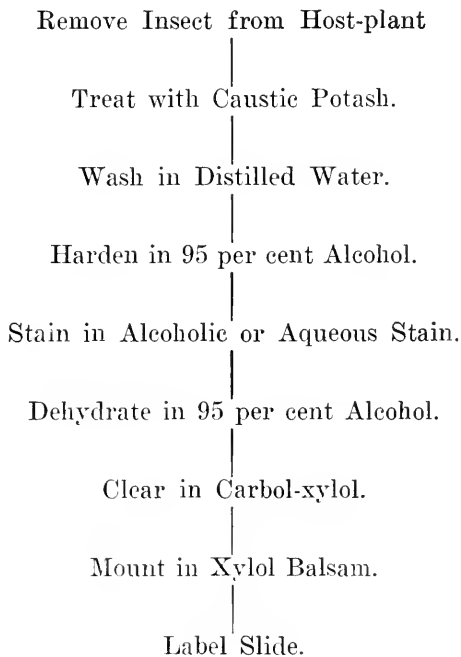 Remove Insect from Host-plant
Treat with Caustic Potash.
Wash in Distilled Water.
Harden in 95 per cent Alcohol.
Stain in Alcoholic or Aqueous Stain.
Dehydrate in 95 per cent Alcohol.
Clear in Carbol-xylol.
Mount in Xylol Balsam.
Label Slide.